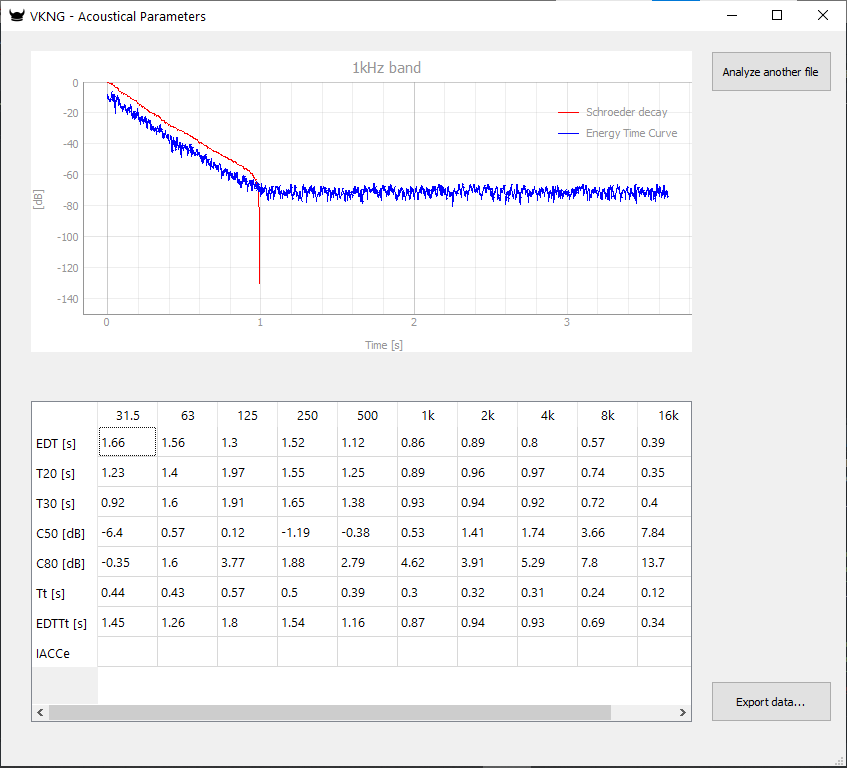 VKNG - Acoustical Parameters
1kHz band
Analyze another file
Schroeder decay
Energy Time Curve
0
-20
-40
-60
-80
-100
-120
-140
[dB]
0 1 2 3
Time [s]
31.5 63 125 250 500 1k 2k 4k 8k 16k
EDT [s] 1.66 1.56 1.3 1.52 1.12 0.86 0.89 0.8 0.57 0.39
T20 [s] 1.23 1.4 1.97 1.55 1.25 0.89 0.96 0.97 0.74 0.35
T30 [s] 0.92 1.6 1.91 1.65 1.38 0.93 0.94 0.92 0.72 0.4
C50 [dB] -6.4 0.57 0.12 -1.19 -0.38 0.53 1.41 1.74 3.66 7.84
C80 [dB] -0.35 1.6 3.77 1.88 2.79 4.62 3.91 5.29 7.8 13.7
Tt [s] 0.44 0.43 0.57 0.5 0.39 0.3 0.32 0.31 0.24 0.12
EDTTt [s] 1.45 1.26 1.8 1.54 1.16 0.87 0.94 0.93 0.69 0.34
IACCe
Export data...